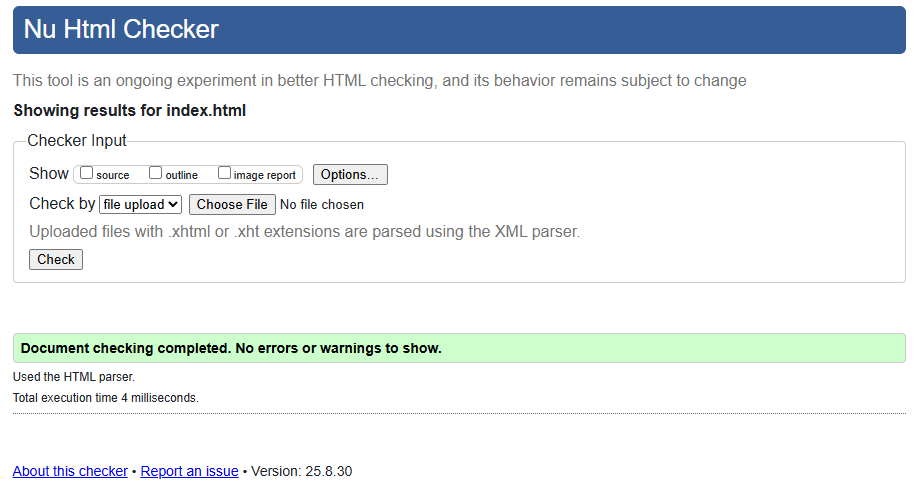 Nu Html Checker
This tool is an ongoing experiment in better HTML checking, and its behavior remains subject to change
Showing results for index.html
Checker Input
Show source outline image report Options...
Check by file upload Choose File No file chosen
Uploaded files with .xhtml or .xht extensions are parsed using the XML parser.
Check
Document checking completed. No errors or warnings to show.
Used the HTML parser.
Total execution time 4 milliseconds.
About this checker • Report an issue • Version: 25.8.30